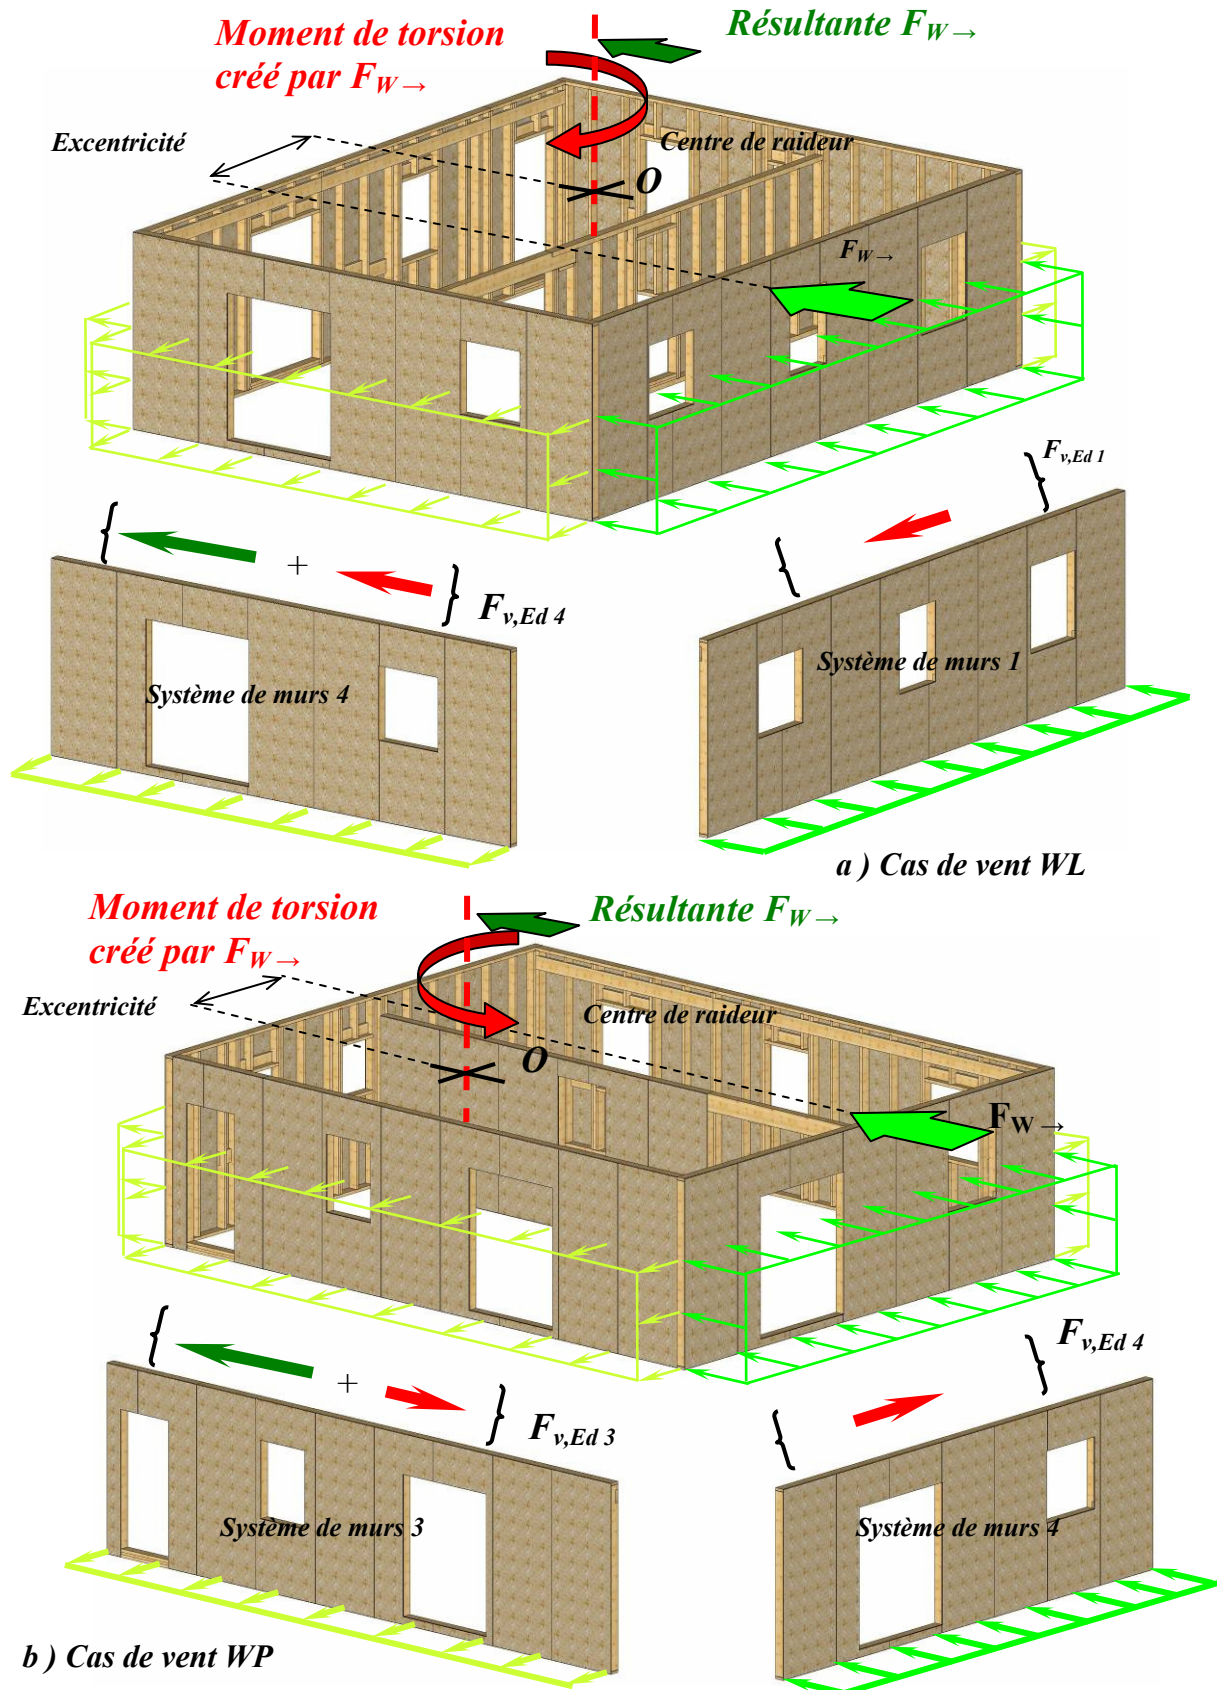 Moment de torsion
créé par F_W→
Résultante F_W→
Excentricité
Centre de raideur
O
F_W→
F_v,Ed 1
+
F_v,Ed 4
Système de murs 4
Système de murs 1
a ) Cas de vent WL
Moment de torsion
créé par F_W→
Résultante F_W→
Excentricité
Centre de raideur
O
F_W→
F_v,Ed 4
+
F_v,Ed 3
Système de murs 3
Système de murs 4
b ) Cas de vent WP